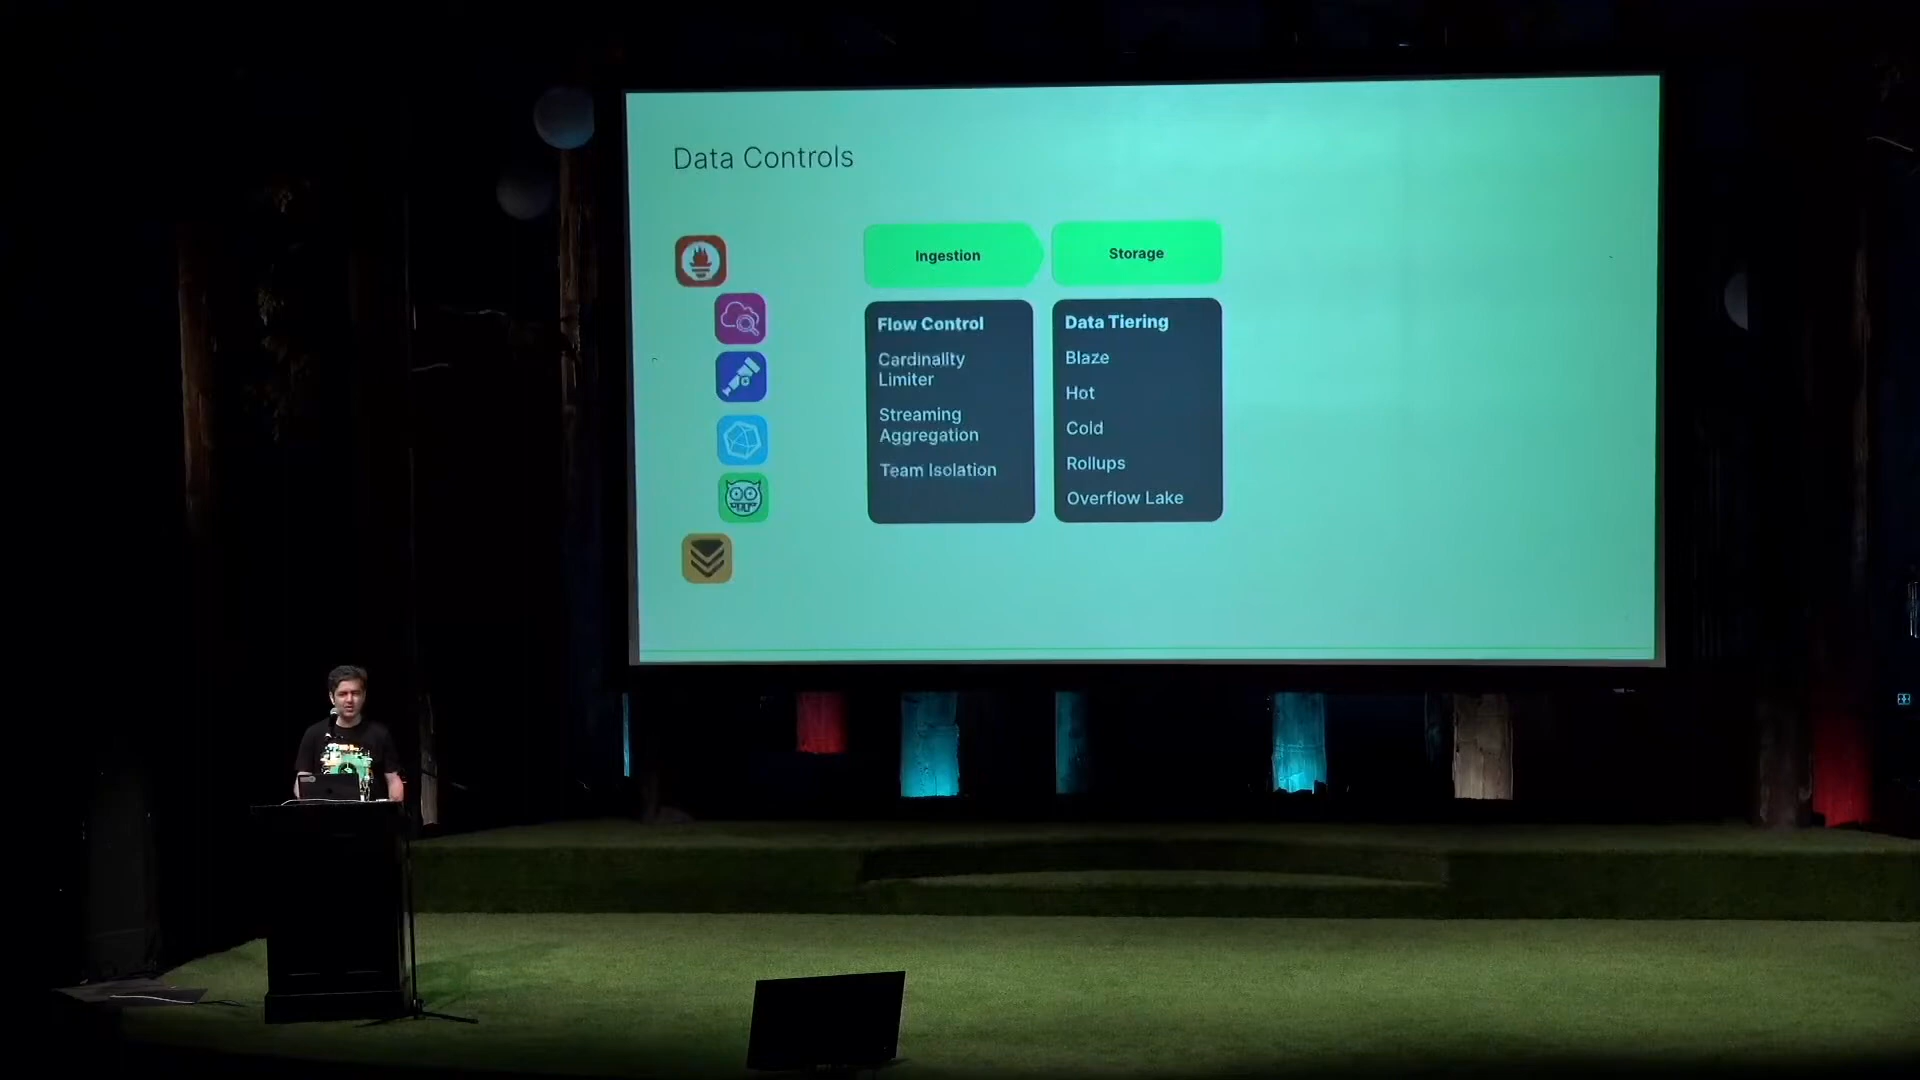 Data Controls
Ingestion
Storage
Flow Control
Cardinality
Limiter
Streaming
Aggregation
Team Isolation
Data Tiering
Blaze
Hot
Cold
Rollups
Overflow Lake